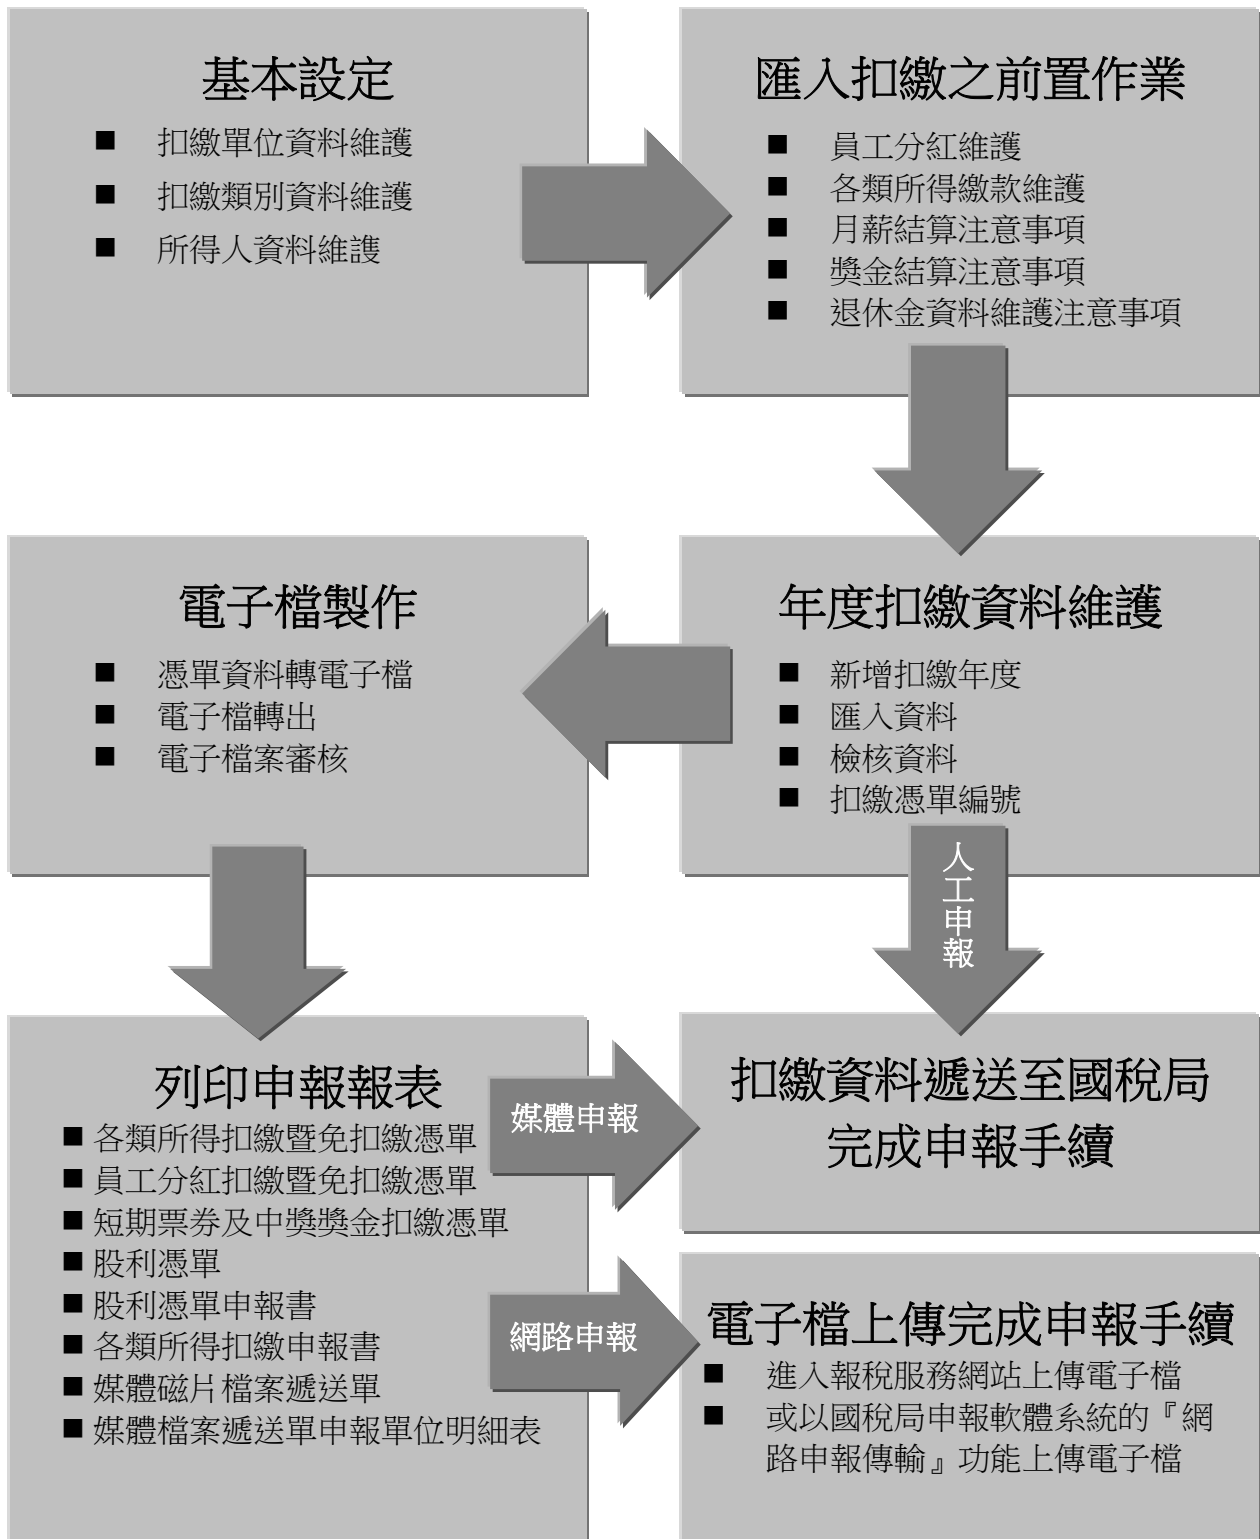 基本設定
■ 扣繳單位資料維護
■ 扣繳類別資料維護
■ 所得人資料維謢
匯入扣繳之前置作業
■ 員工分紅維護
■ 各類所得繳款維護
■ 月薪結算注意事項
■ 獎金結算注意事項
■ 退休金資料維護注意事項
年度扣繳資料維護
■ 新增扣繳年度
■ 匯入資料
■ 檢核資料
■ 扣繳憑單編號
人工申報
電子檔製作
■ 憑單資料轉電子檔
■ 電子檔轉出
■ 電子檔案審核
列印申報報表
■ 各類所得扣繳暨免扣繳憑單
■ 員工分紅扣繳暨免扣繳憑單
■ 短期票券及中獎獎金扣繳憑單
■ 股利憑單
■ 股利憑單申報書
■ 各類所得扣繳申報書
■ 媒體磁片檔案遞送單
■ 媒體檔案遞送單申報單位明細表
媒體申報
扣繳資料遞送至國稅局
完成申報手續
網路申報
電子檔上傳完成申報手續
■ 進入報稅服務網站上傳電子檔
■ 或以國稅局申報軟體系統的『網
路申報傳輸』功能上傳電子檔